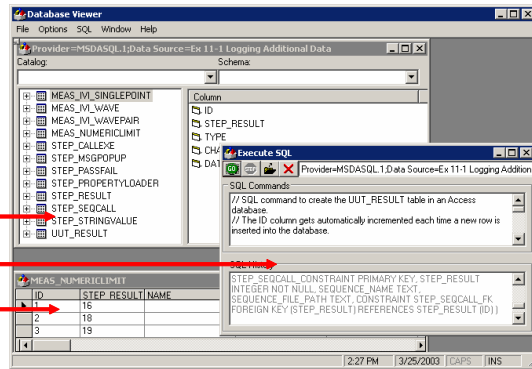 Database Viewer
File Options SQL Window Help
Provider=MSDASQL.1;Data Source=Ex 11-1 Logging Additional Data
Catalog: Schema:
MEAS_IVI_SINGLEPOINT
MEAS_IVI_WAVE
MEAS_IVI_WAVEPAIR
MEAS_NUMERICLIMIT
STEP_CALLEXE
STEP_MSGPOPUP
STEP_PASSFAIL
STEP_PROPERTYLOADER
STEP_RESULT
STEP_SEQCALL
STEP_STRINGVALUE
UUT_RESULT
Column
ID
STEP_RESULT
TYPE
CHA
DAT
Execute SQL
GO Provider=MSDASQL.1;Data Source=Ex 11-1 Logging Addition
SQL Commands
// SQL command to create the UUT_RESULT table in an Access
database.
// The ID column gets automatically incremented each time a new row is
inserted into the database.
SQL History
STEP_SEQCALL_CONSTRAINT PRIMARY KEY, STEP_RESULT
INTEGER NOT NULL, SEQUENCE_NAME TEXT,
SEQUENCE_FILE_PATH TEXT, CONSTRAINT STEP_SEQCALL_FK
FOREIGN KEY (STEP_RESULT) REFERENCES STEP_RESULT (ID) )
MEAS_NUMERICLIMIT
ID STEP_RESULT NAME
1 16
2 18
3 19
2:27 PM 3/25/2003 CAPS INS